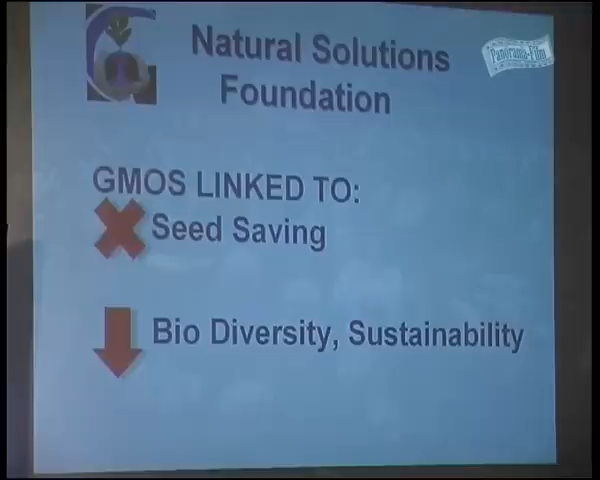 Natural Solutions
Foundation
Panorama-Film
GMOS LINKED TO:
Seed Saving
Bio Diversity, Sustainability